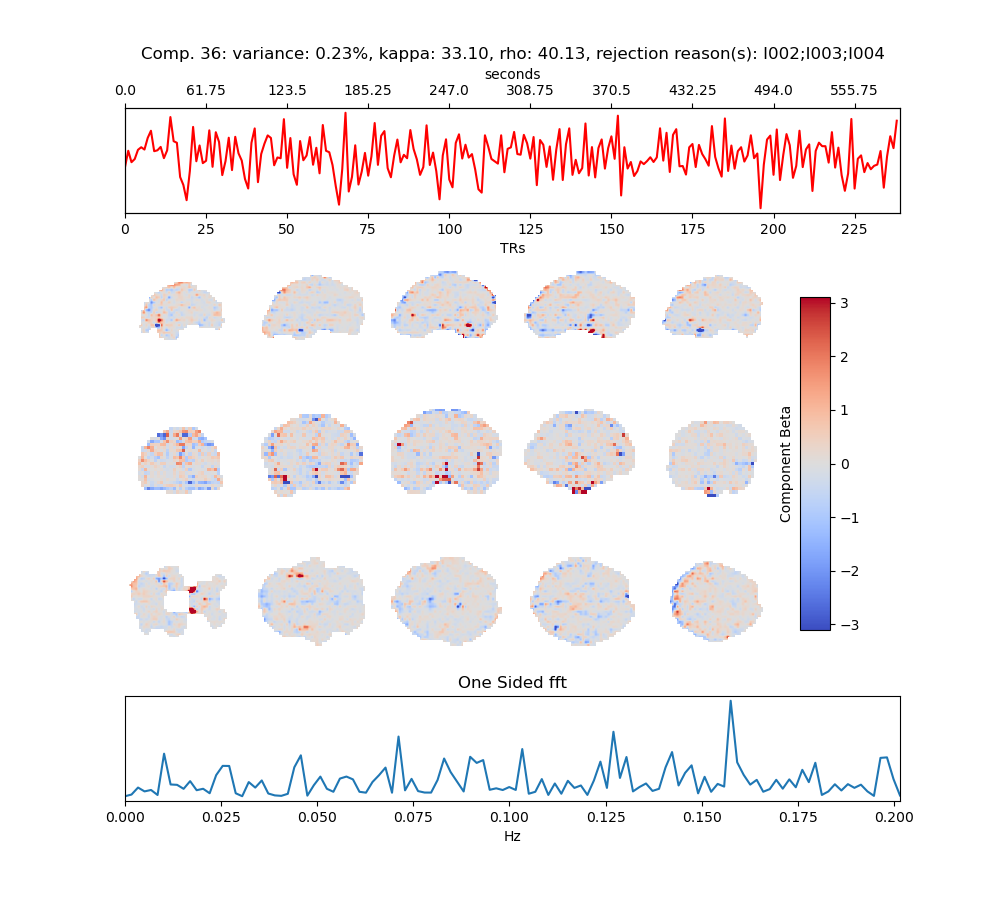 Comp. 36: variance: 0.23%, kappa: 33.10, rho: 40.13, rejection reason(s): I002;I003;I004
seconds
0.0 61.75 123.5 185.25 247.0 308.75 370.5 432.25 494.0 555.75
0 25 50 75 100 125 150 175 200 225
TRs
3
2
1
0
−1
−2
−3
Component Beta
One Sided fft
0.000 0.025 0.050 0.075 0.100 0.125 0.150 0.175 0.200
Hz